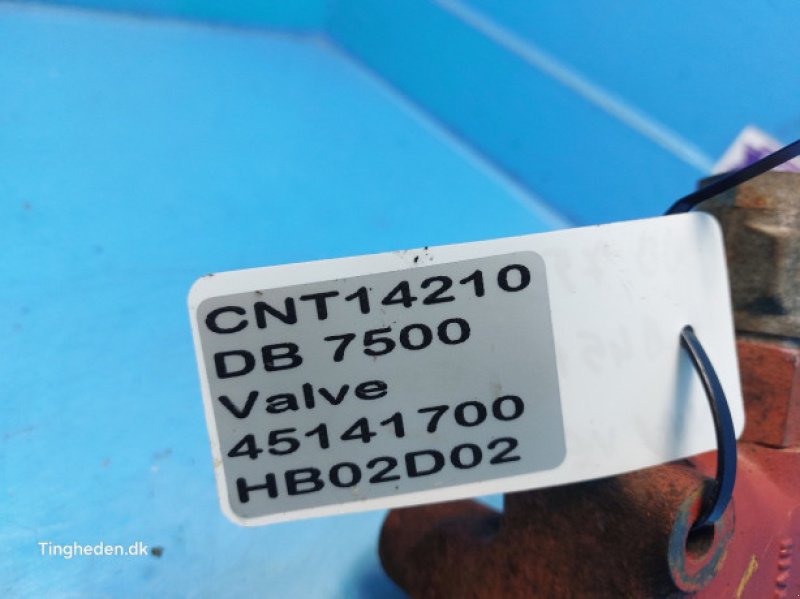 CNT14210
DB 7500
Valve
45141700
HB02D02
Tingheden.dk